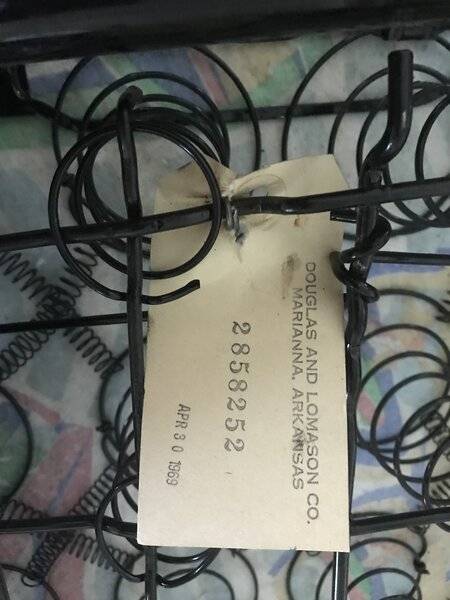 DOUGLAS AND LOMASON CO.
MARIANNA, ARKANSAS
2858252
APR 30 1969